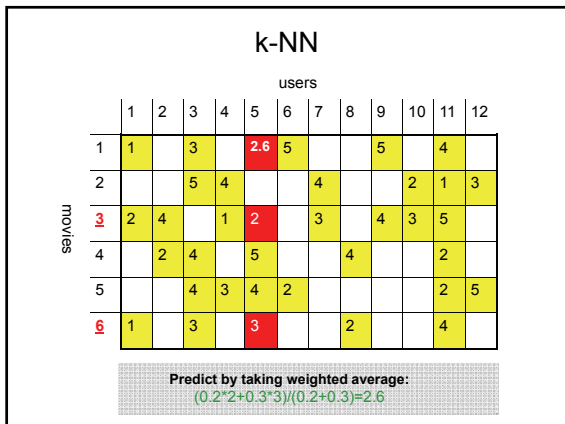 k-NN
users
1 2 3 4 5 6 7 8 9 10 11 12
1 1 3 2.6 5 5 4
2 5 4 4 2 1 3
3 2 4 1 2 3 4 3 5
movies
4 2 4 5 4 2
5 4 3 4 2 2 5
6 1 3 3 2 4
Predict by taking weighted average:
(0.2*2+0.3*3)/(0.2+0.3)=2.6